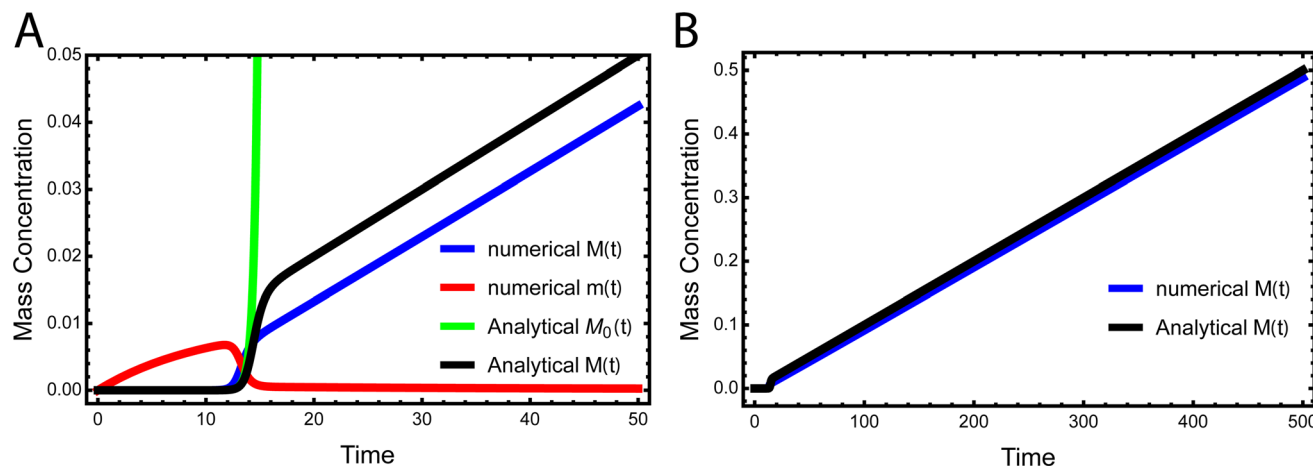 A
Mass Concentration
0.05
0.04
0.03
0.02
0.01
0.00
numerical M(t)
numerical m(t)
Analytical M₀(t)
Analytical M(t)
0 10 20 30 40 50
Time
B
Mass Concentration
0.5
0.4
0.3
0.2
0.1
0.0
numerical M(t)
Analytical M(t)
0 100 200 300 400 500
Time